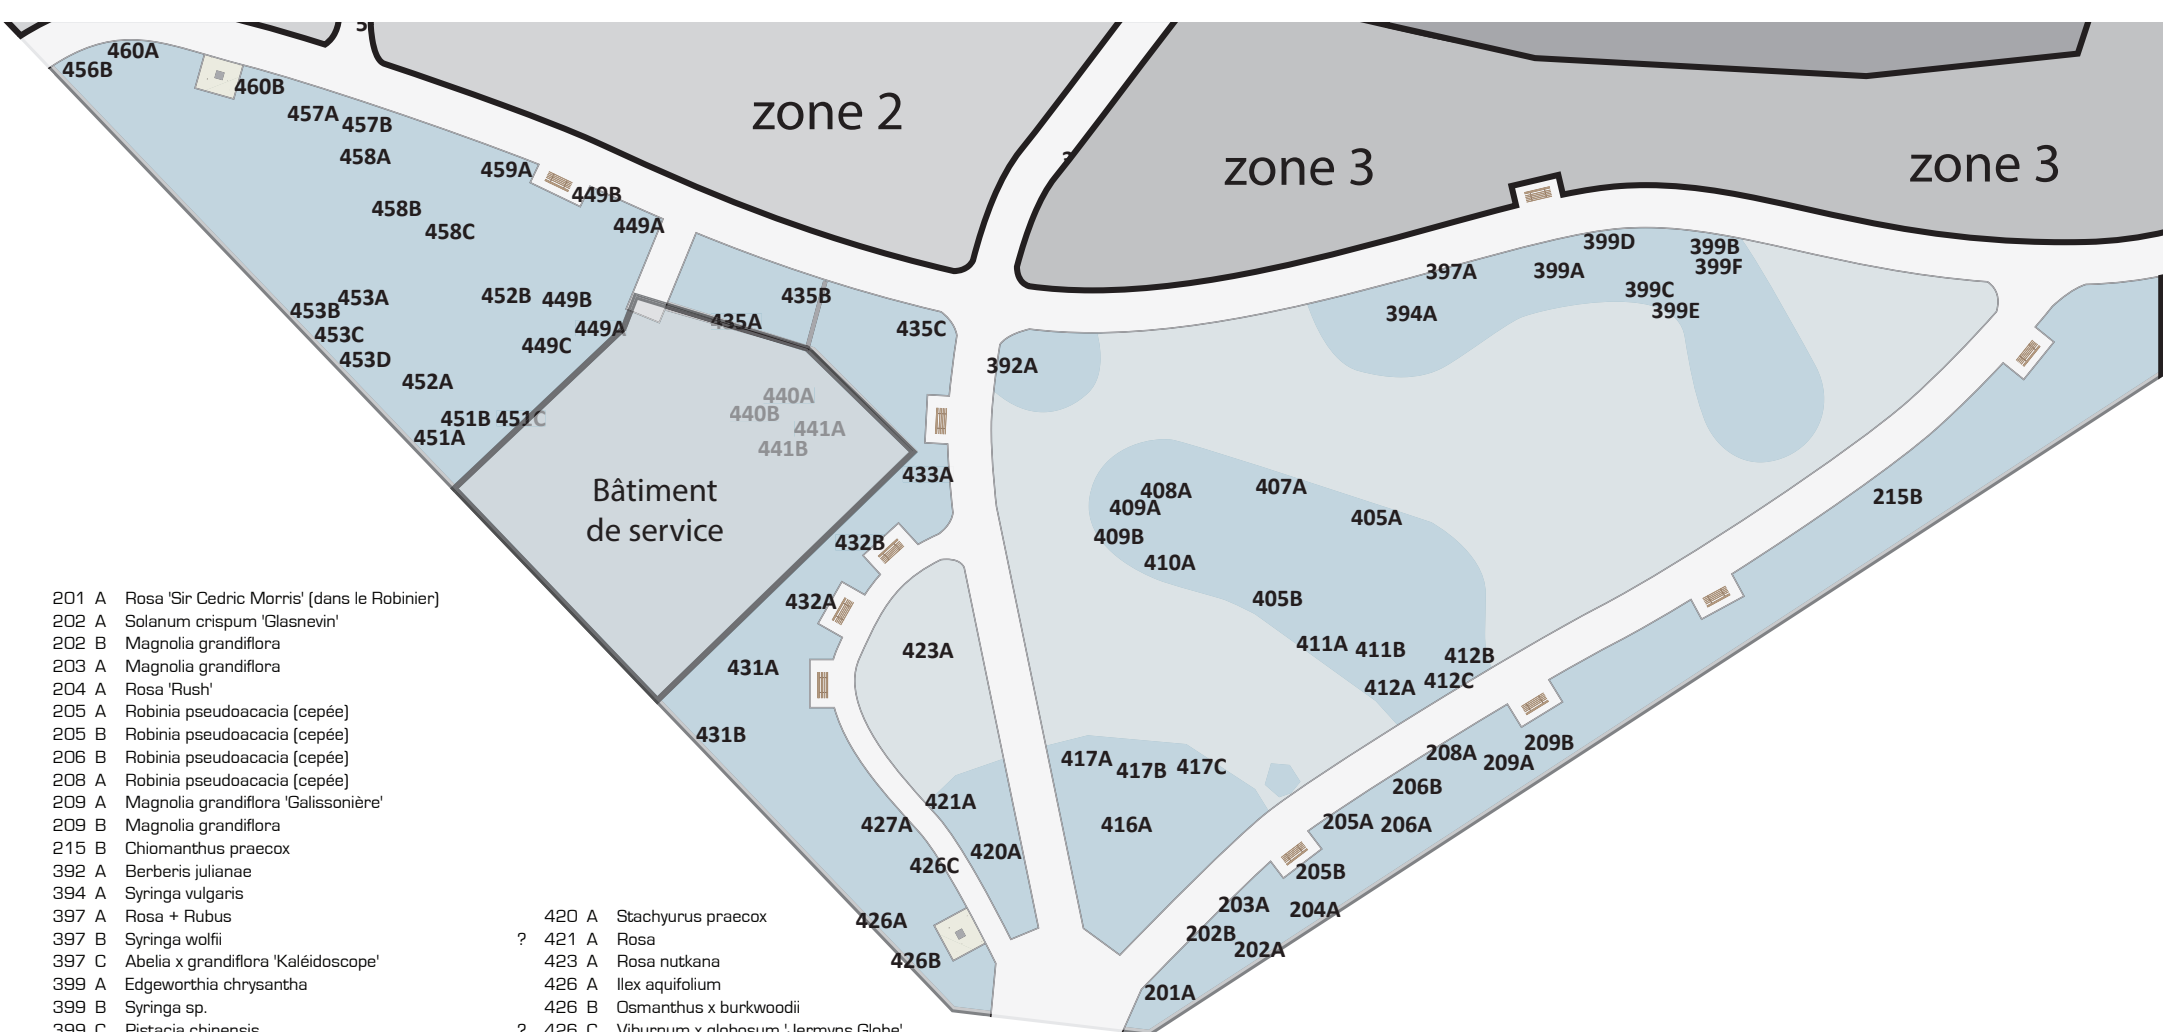 460A
456B
460B
457A
457B
458A
459A
449B
449A
458B
458C
453A
453B
453C
453D
452B
449B
449A
449C
452A
451B 451C
451A
zone 2
zone 3
zone 3
435B
435A
435C
392A
440A
440B
441A
441B
Bâtiment
de service
433A
432B
432A
431A
431B
423A
421A
427A
426C
420A
426A
426B
397A
394A
399D
399A
399B
399F
399C
399E
408A
409A
409B
410A
407A
405A
405B
411A
411B
412B
412A
412C
215B
417A
417B
417C
416A
208A
209B
209A
206B
205A
206A
205B
203A
204A
202B
202A
201A
201 A Rosa 'Sir Cedric Morris' (dans le Robinier)
202 A Solanum crispum 'Glasnevin'
202 B Magnolia grandiflora
203 A Magnolia grandiflora
204 A Rosa 'Rush'
205 A Robinia pseudoacacia (cepée)
205 B Robinia pseudoacacia (cepée)
206 B Robinia pseudoacacia (cepée)
208 A Robinia pseudoacacia (cepée)
209 A Magnolia grandiflora 'Galissonière'
209 B Magnolia grandiflora
215 B Chiomanthus praecox
392 A Berberis julianae
394 A Syringa vulgaris
397 A Rosa + Rubus
397 B Syringa wolfii
397 C Abelia x grandiflora 'Kaléidoscope'
399 A Edgeworthia chrysantha
399 B Syringa sp.
399 C Pistacia chinensis
420 A Stachyurus praecox
? 421 A Rosa
423 A Rosa nutkana
426 A Ilex aquifolium
426 B Osmanthus x burkwoodii
? 426 C Viburnum x globosum 'Jermyns Globe'